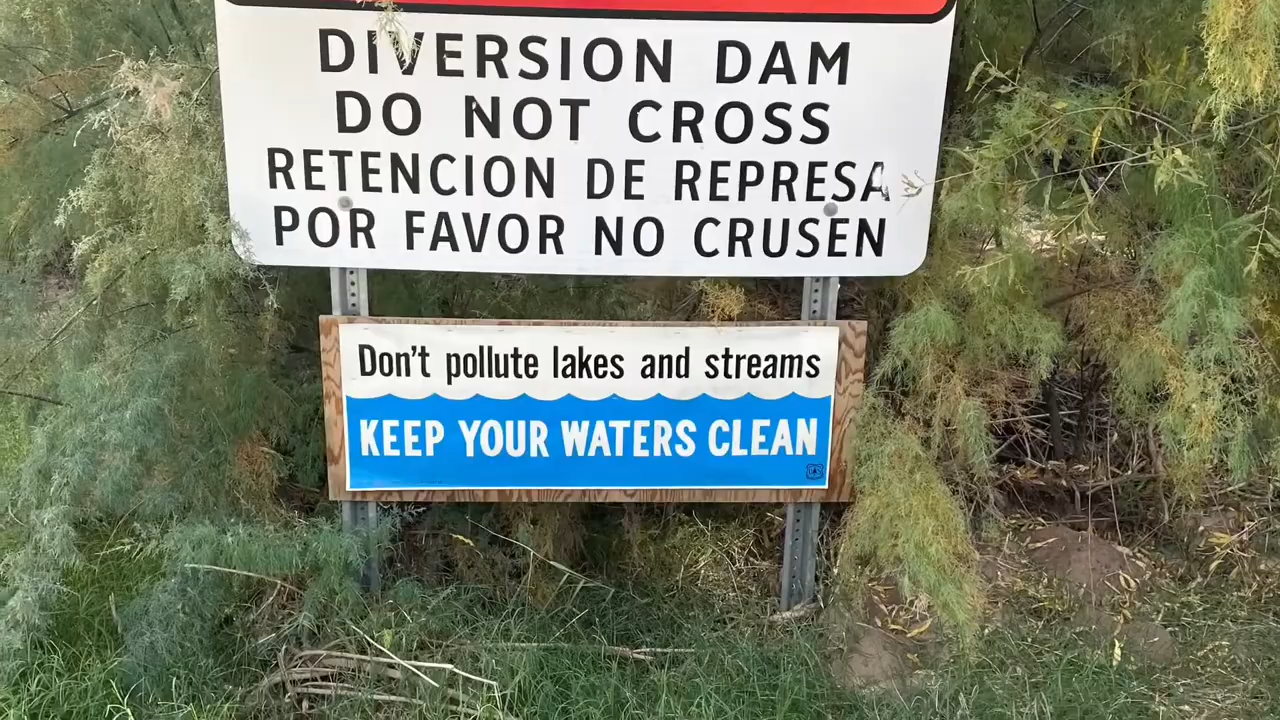 DIVERSION DAM
DO NOT CROSS
RETENCION DE REPRESA
POR FAVOR NO CRUSEN
Don't pollute lakes and streams
KEEP YOUR WATERS CLEAN